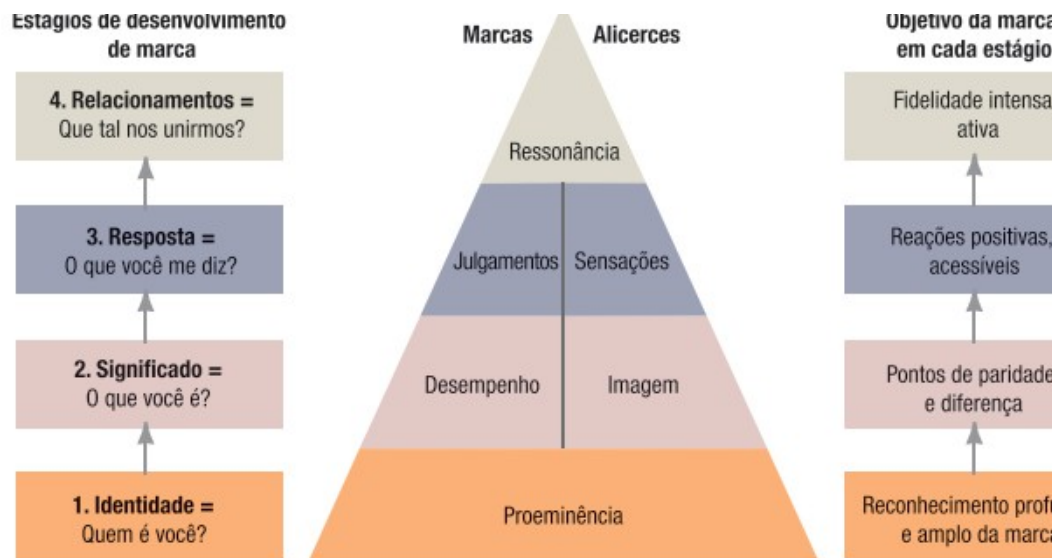 Estágios de desenvolvimento
de marca
4. Relacionamentos =
Que tal nos unirmos?
3. Resposta =
O que você me diz?
2. Significado =
O que você é?
1. Identidade =
Quem é você?
Marcas
Alicerces
Ressonância
Julgamentos
Sensações
Desempenho
Imagem
Proeminência
Objetivo da marca
em cada estágio
Fidelidade intensa
ativa
Reações positivas,
acessíveis
Pontos de paridade
e diferença
Reconhecimento
e amplo da marca